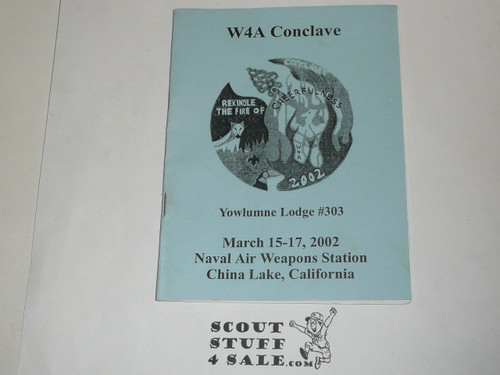 W4A Conclave
CONCLAVE
REKINDLE
THE FIRE OF
CHEERFULNESS
2002
Yowlumne Lodge #303
March 15-17, 2002
Naval Air Weapons Station
China Lake, California
SCOUT
STUFF
4 SALE.COM